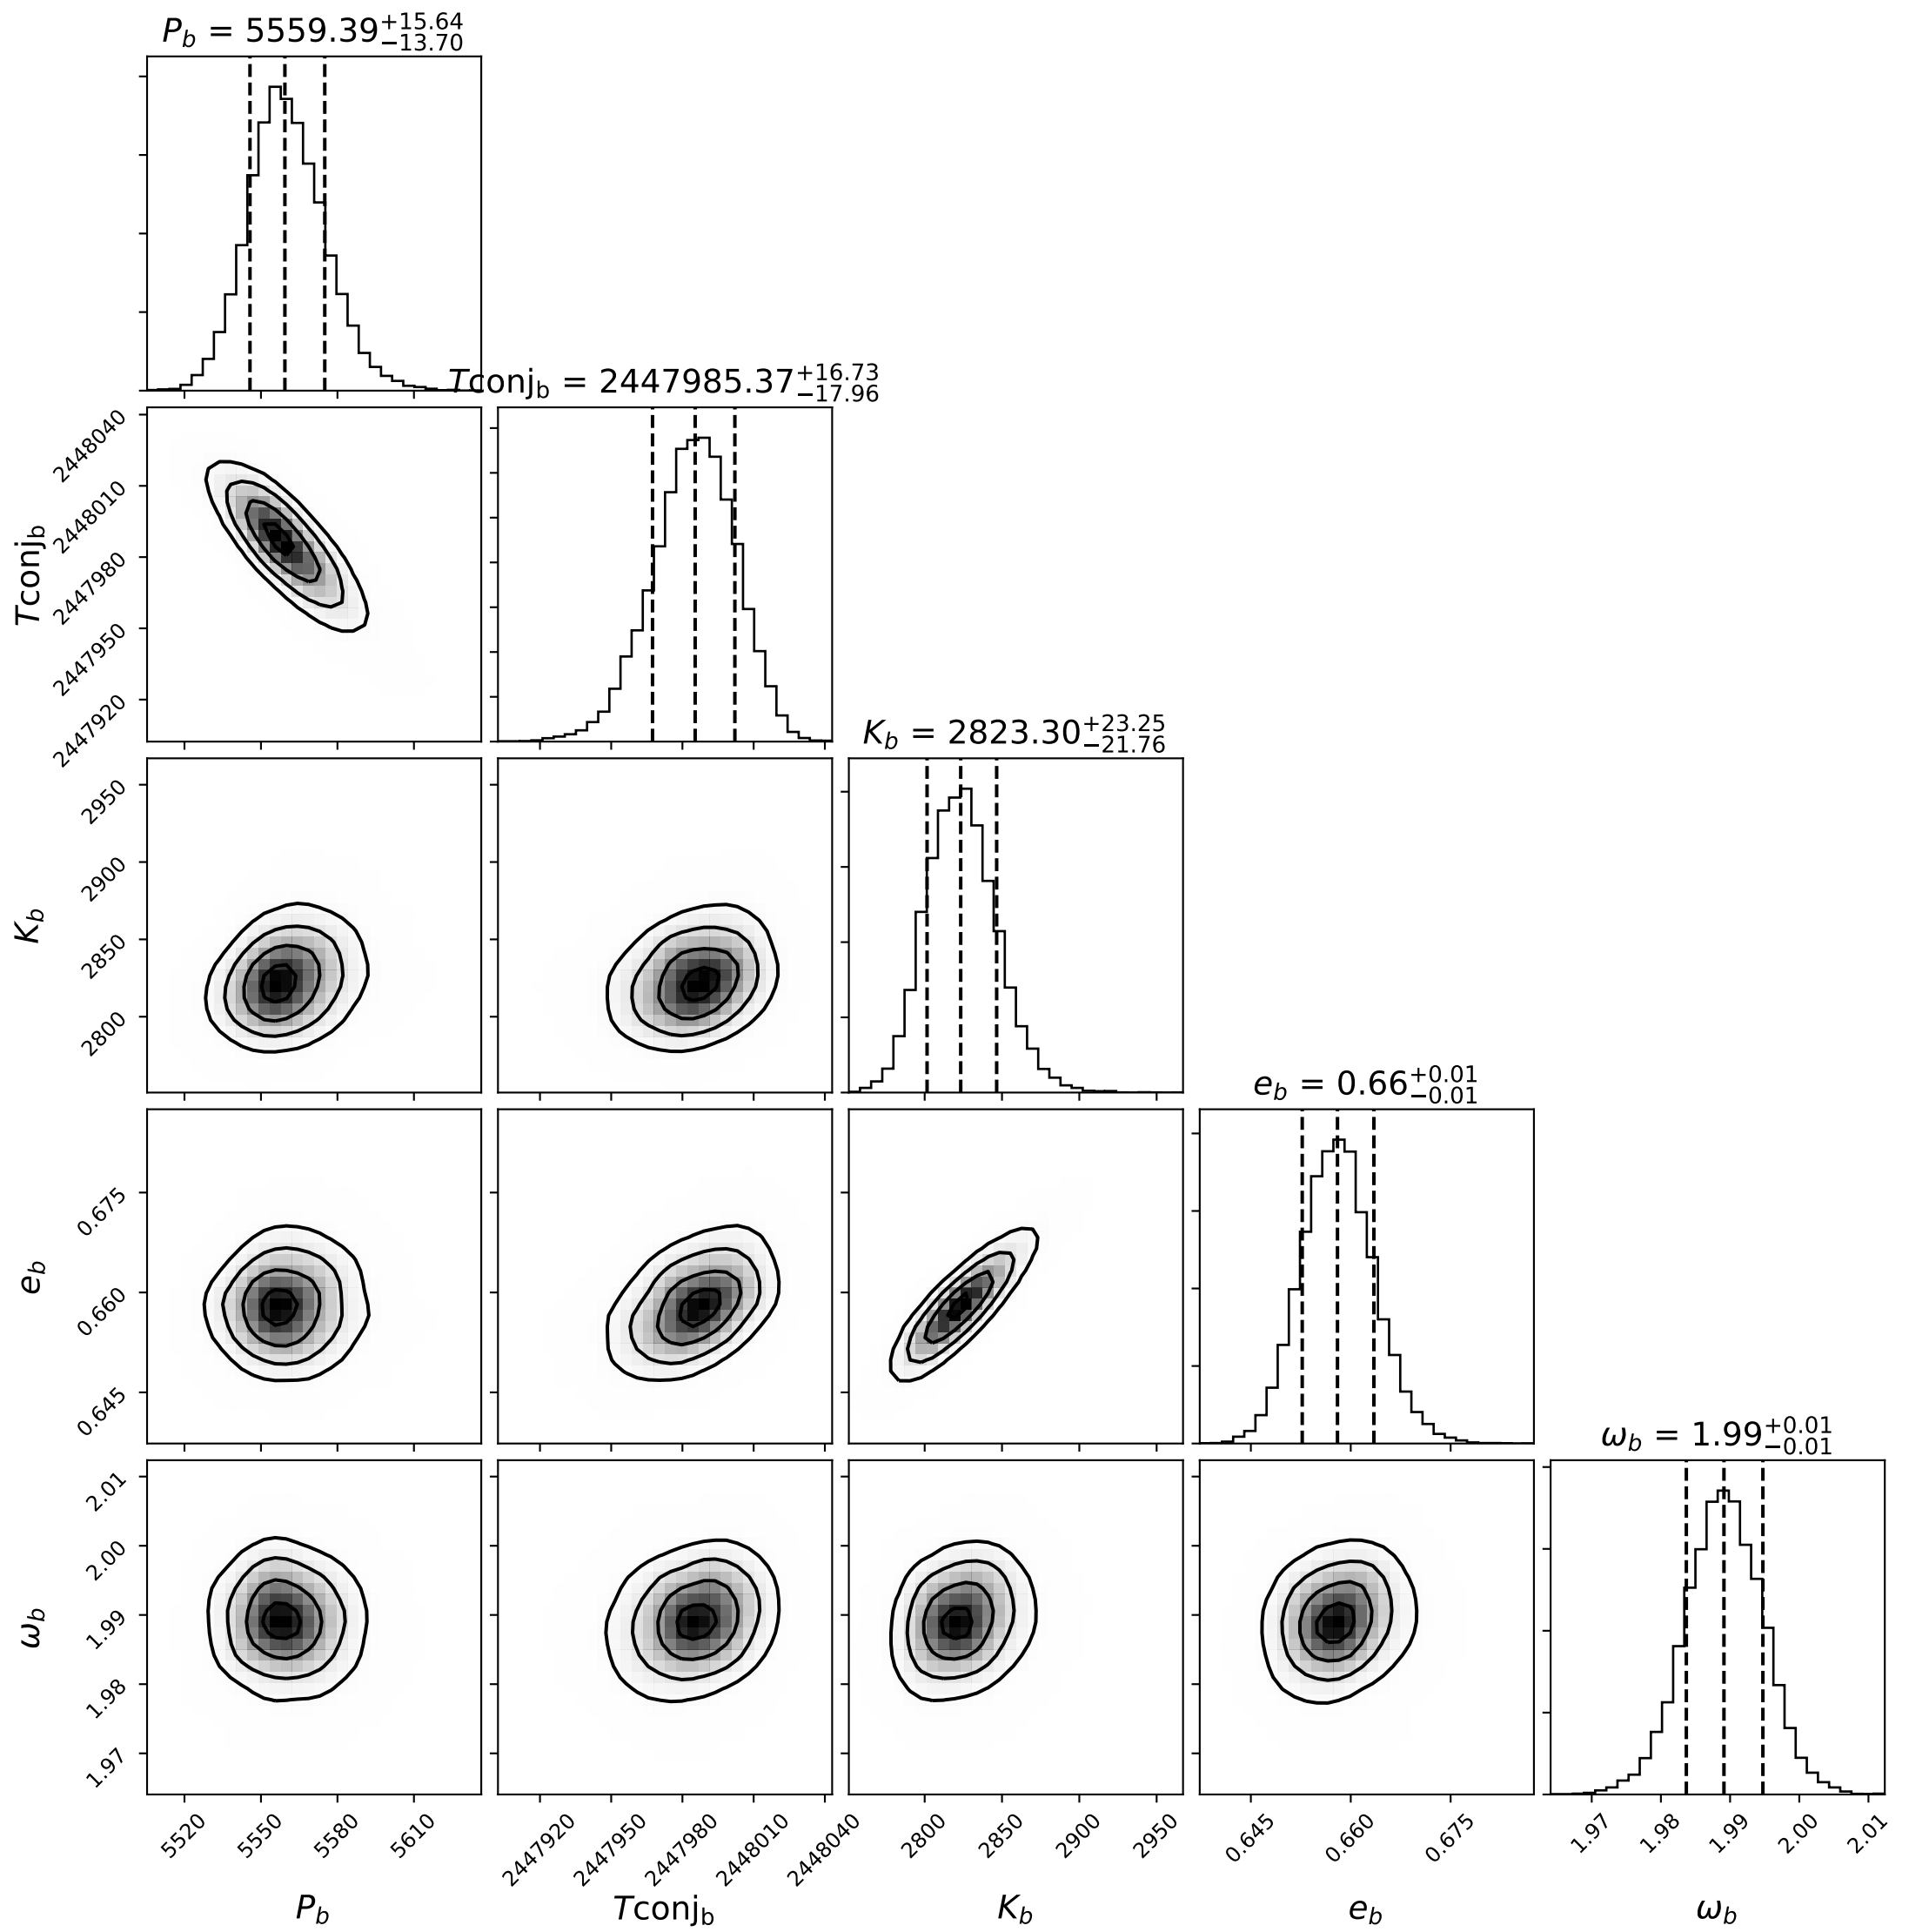 P_b = 5559.39 +15.64 −13.70
Tconj_b = 2447985.37 +16.73 −17.96
2448040
2448010
2447980
2447950
2447920
Tconj_b
K_b = 2823.30 +23.25 −21.76
2950
2900
2850
2800
K_b
e_b = 0.66 +0.01 −0.01
0.675
0.660
0.645
e_b
ω_b = 1.99 +0.01 −0.01
2.01
2.00
1.99
1.98
1.97
ω_b
5520 5550 5580 5610
2447920 2447950 2447980 2448010 2448040
2800 2850 2900 2950
0.645 0.660 0.675
1.97 1.98 1.99 2.00 2.01
P_b Tconj_b K_b e_b ω_b